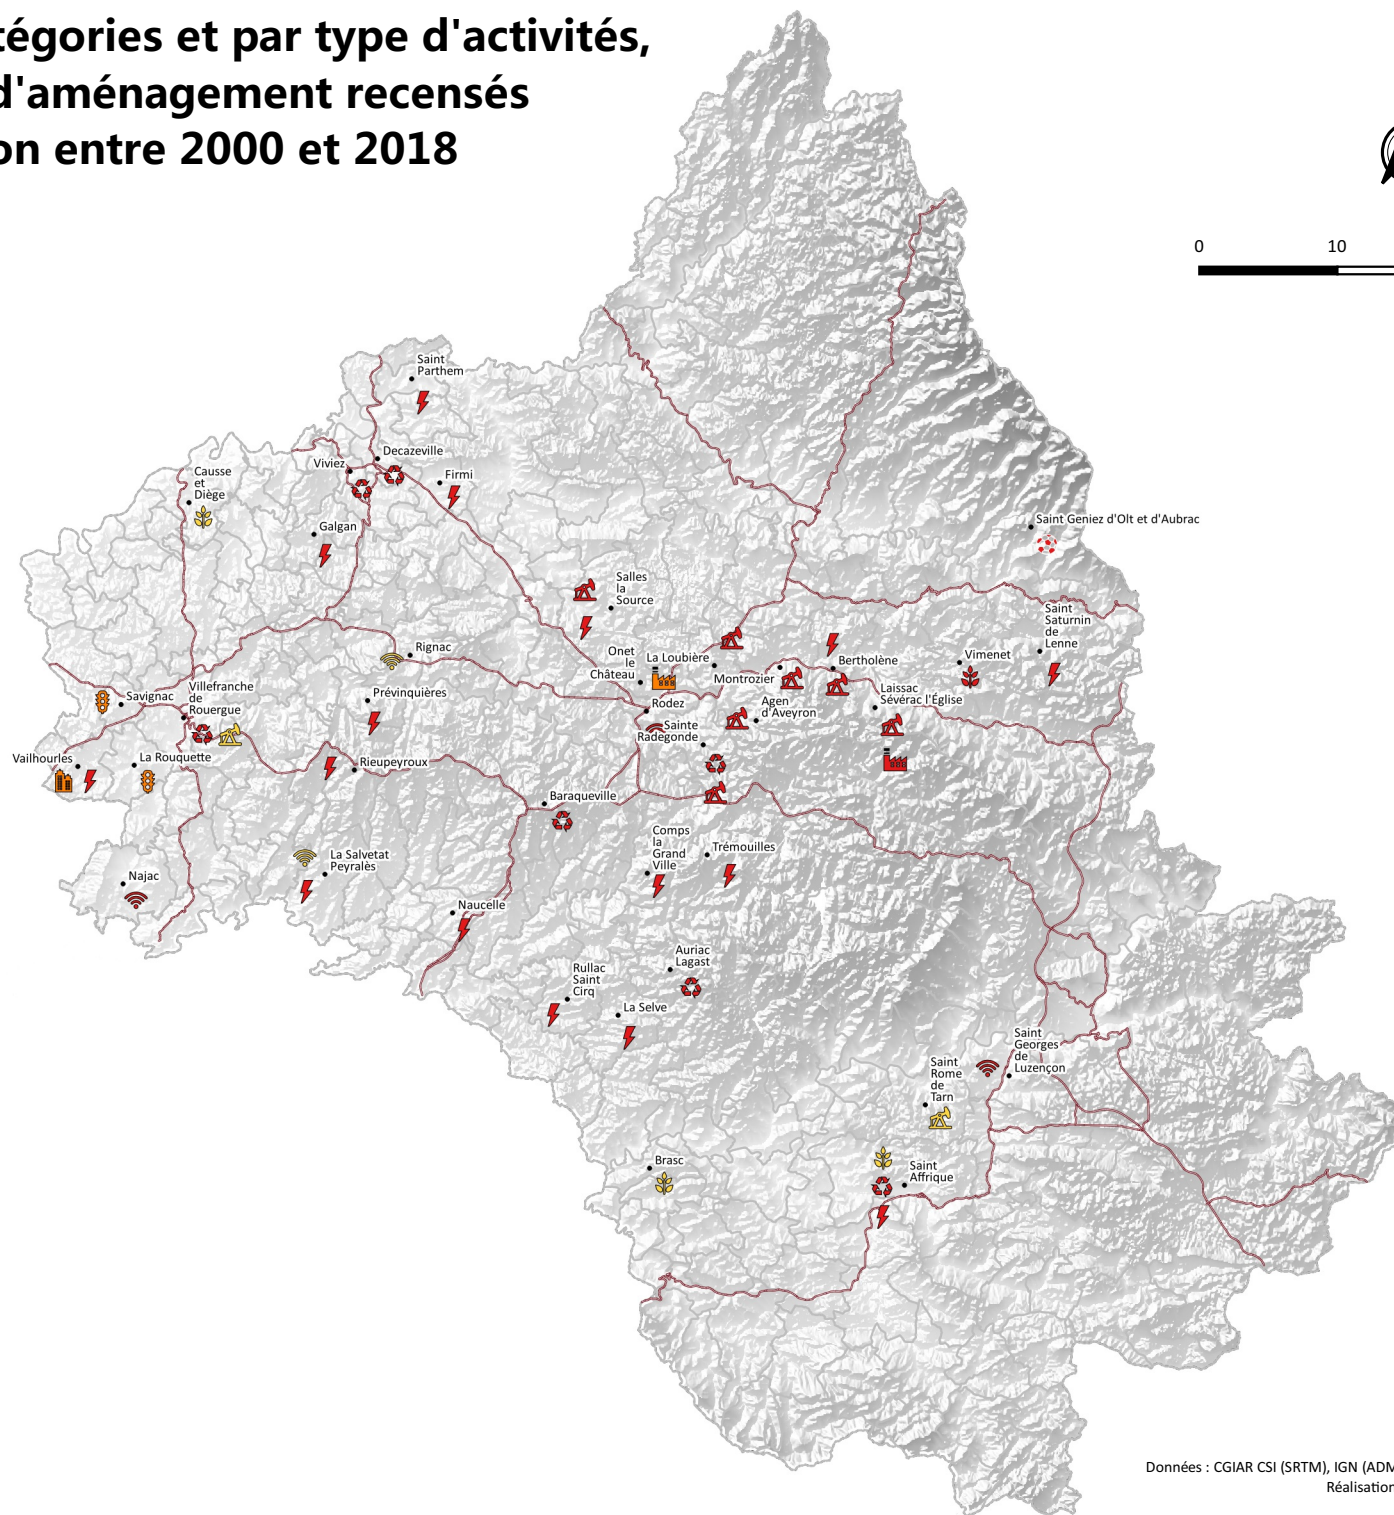 tégories et par type d'activités,
d'aménagement recensés
on entre 2000 et 2018
0 10
Saint
Parthem
Decazeville
Viviez
Firmi
Causse
et
Diège
Galgan
Saint Geniez d'Olt et d'Aubrac
Salles
la
Source
Saint
Saturnin
de
Lenne
Rignac
Onet
le
Château
La Loubière
Montrozier
Bertholène
Vimenet
Savignac
Villefranche
de
Rouergue
Prévinquières
Laissac
Sévérac l'Église
Rodez
Agen
d'Aveyron
Sainte
Radegonde
Vailhourles
La Rouquette
Rieupeyroux
Baraqueville
Comps
la
Grand
Ville
Trémouilles
La Salvetat
Peyralès
Najac
Naucelle
Auriac
Lagast
Rullac
Saint
Cirq
La Selve
Saint
Georges
de
Luzençon
Saint
Rome
de
Tarn
Brasc
Saint
Affrique
Données : CGIAR CSI (SRTM), IGN (ADM
Réalisation